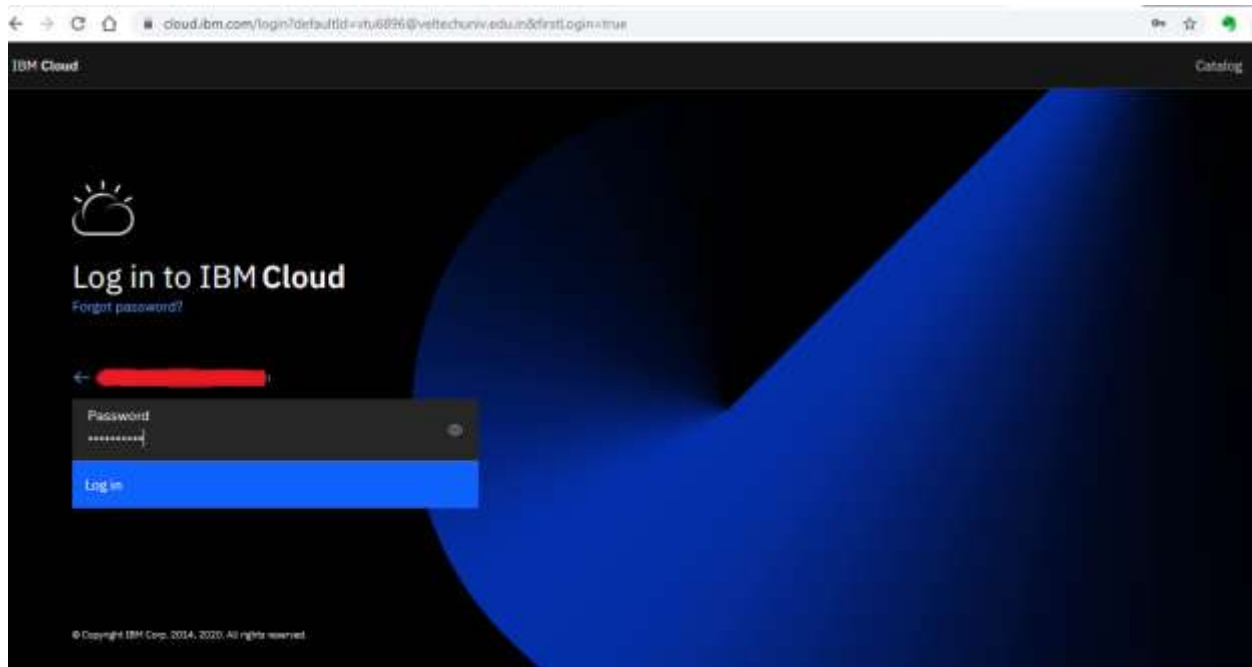 cloud.ibm.com/login?defaultId=vtu6896@veltechuniv.edu.in&firstLogin=true
IBM Cloud
Catalog
Log in to IBM Cloud
Forgot password?
Password
Log in
© Copyright IBM Corp. 2014, 2020. All rights reserved.